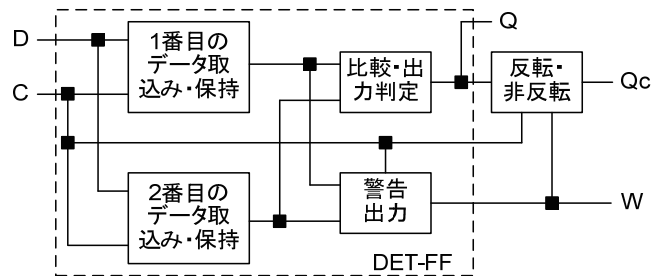 D
C
1番目の
データ取
込み・保持
2番目の
データ取
込み・保持
比較・出
力判定
警告
出力
DET-FF
Q
反転・
非反転
Qc
W